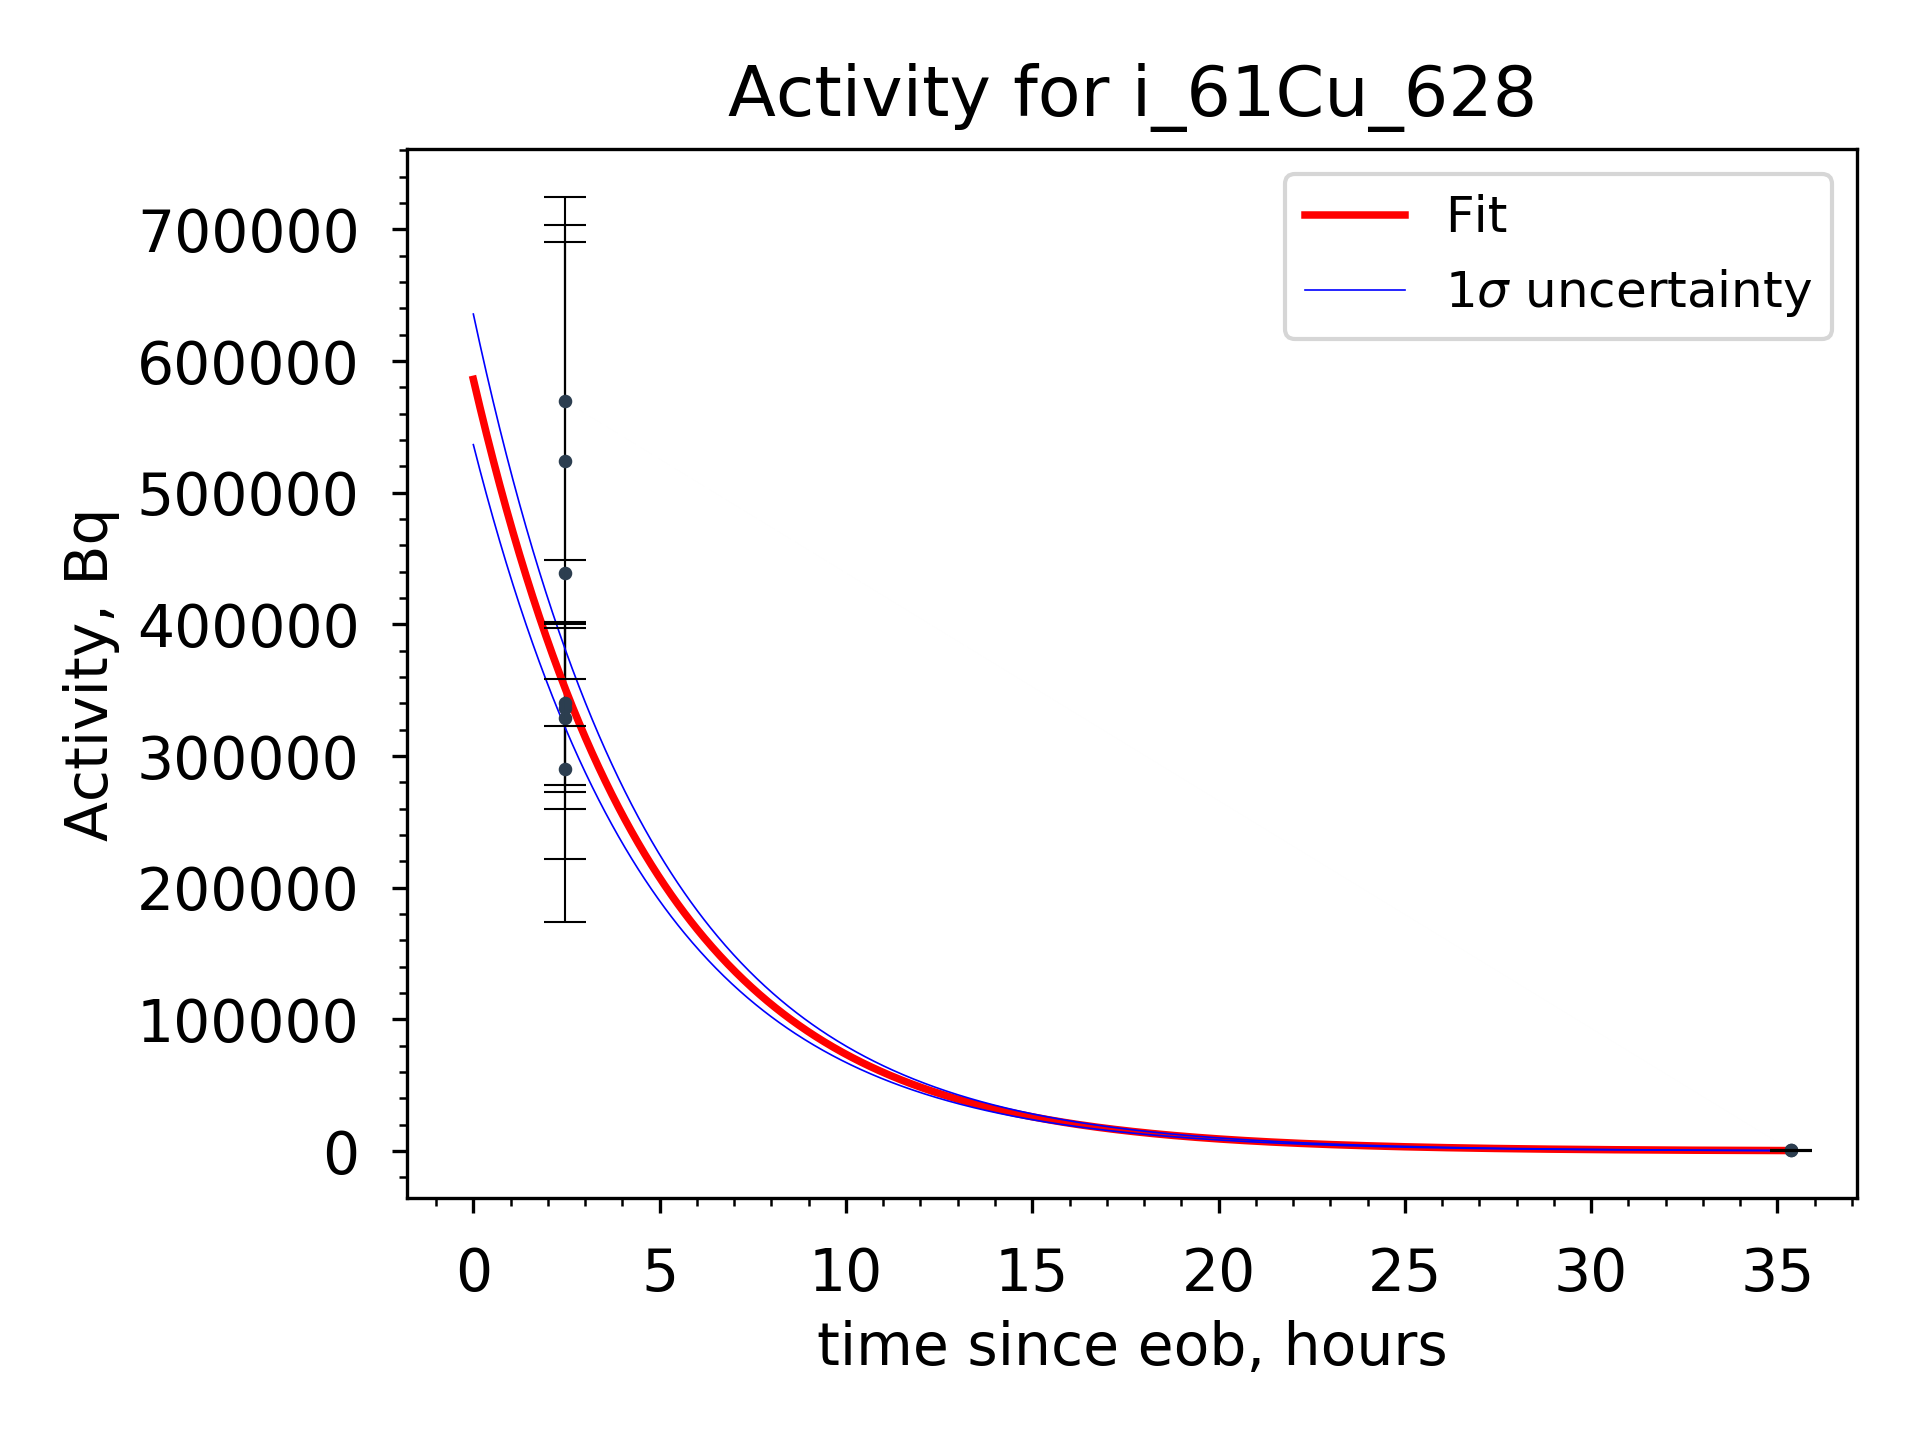 Activity for i_61Cu_628
Fit
1σ uncertainty
Activity, Bq
700000
600000
500000
400000
300000
200000
100000
0
0 5 10 15 20 25 30 35
time since eob, hours